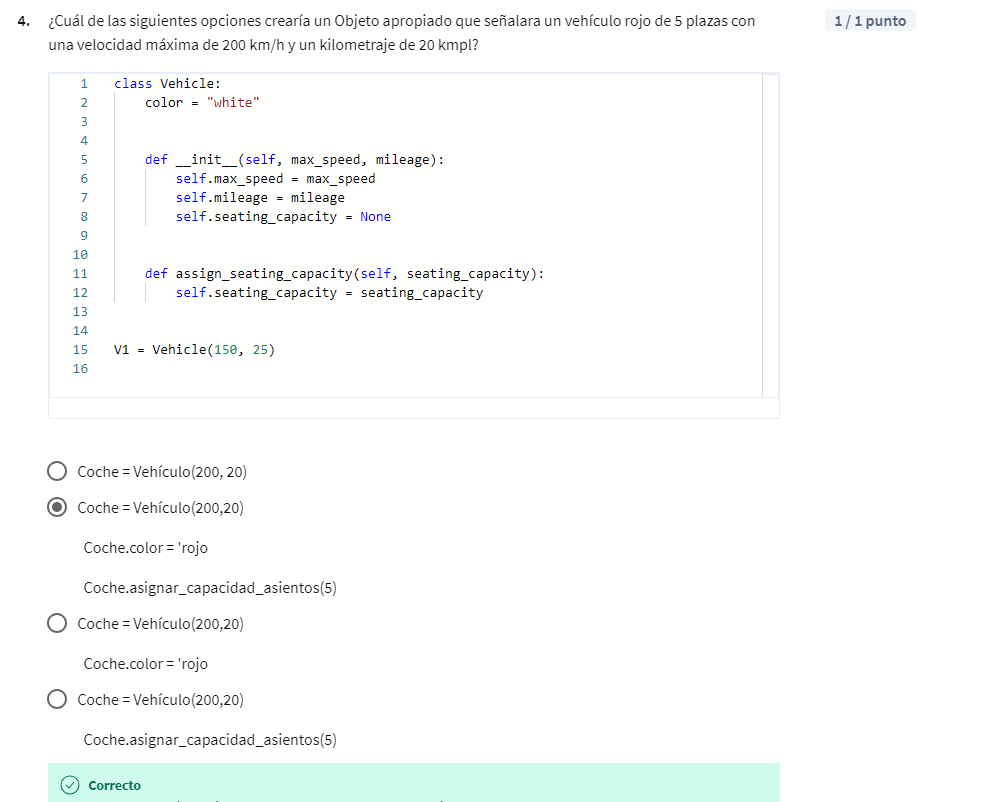 4. ¿Cuál de las siguientes opciones crearía un Objeto apropiado que señalara un vehículo rojo de 5 plazas con
una velocidad máxima de 200 km/h y un kilometraje de 20 kmpl?
1 / 1 punto
1 class Vehicle:
2 color = "white"
3
4
5 def __init__(self, max_speed, mileage):
6 self.max_speed = max_speed
7 self.mileage = mileage
8 self.seating_capacity = None
9
10
11 def assign_seating_capacity(self, seating_capacity):
12 self.seating_capacity = seating_capacity
13
14
15 V1 = Vehicle(150, 25)
16
Coche = Vehículo(200, 20)
Coche = Vehículo(200,20)
Coche.color = 'rojo
Coche.asignar_capacidad_asientos(5)
Coche = Vehículo(200,20)
Coche.color = 'rojo
Coche = Vehículo(200,20)
Coche.asignar_capacidad_asientos(5)
Correcto